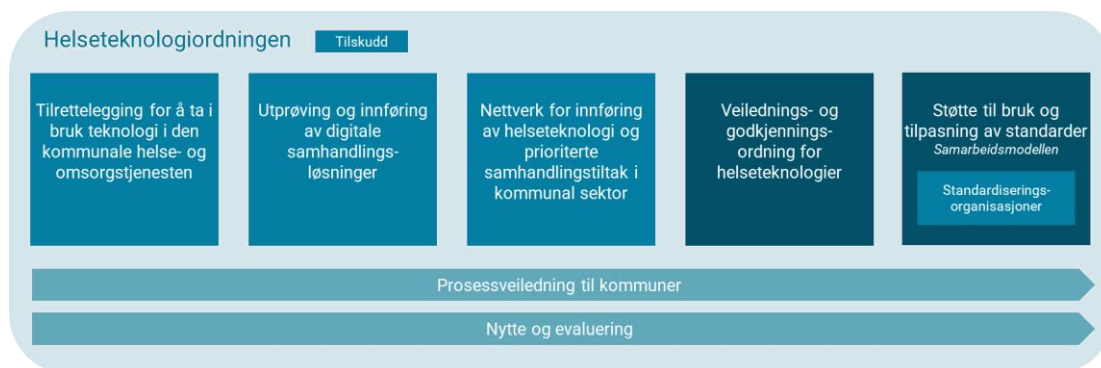 Helseteknologiordningen
Tilskudd
Tilrettelegging for å ta i
bruk teknologi i den
kommunale helse- og
omsorgstjenesten
Utprøving og innføring
av digitale
samhandlings-
løsninger
Nettverk for innføring
av helseteknologi og
prioriterte
samhandlingstiltak i
kommunal sektor
Veilednings- og
godkjennings-
ordning for
helseteknologier
Støtte til bruk og
tilpasning av standarder
Samarbeidsmodellen
Standardiserings-
organisasjoner
Prosessveiledning til kommuner
Nytte og evaluering